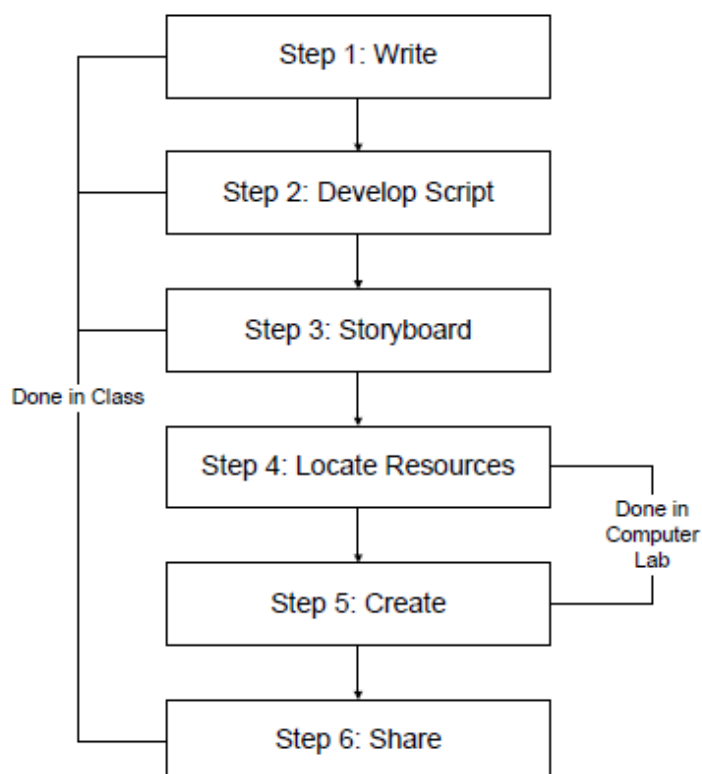 Step 1: Write
Step 2: Develop Script
Step 3: Storyboard
Done in Class
Step 4: Locate Resources
Done in
Computer
Lab
Step 5: Create
Step 6: Share